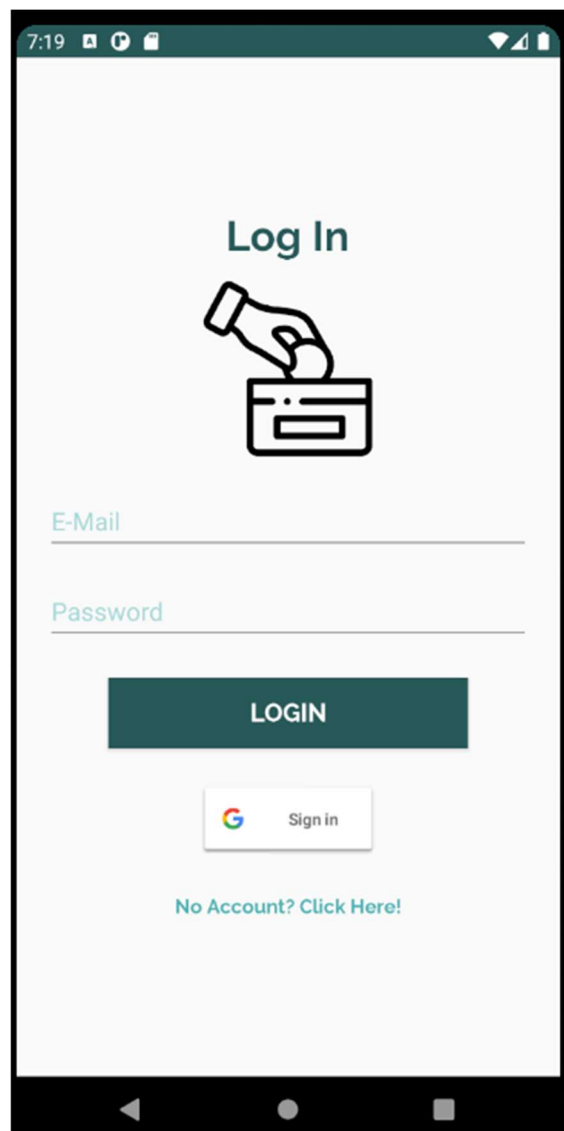 7:19
Log In
E-Mail
Password
LOGIN
Sign in
No Account? Click Here!